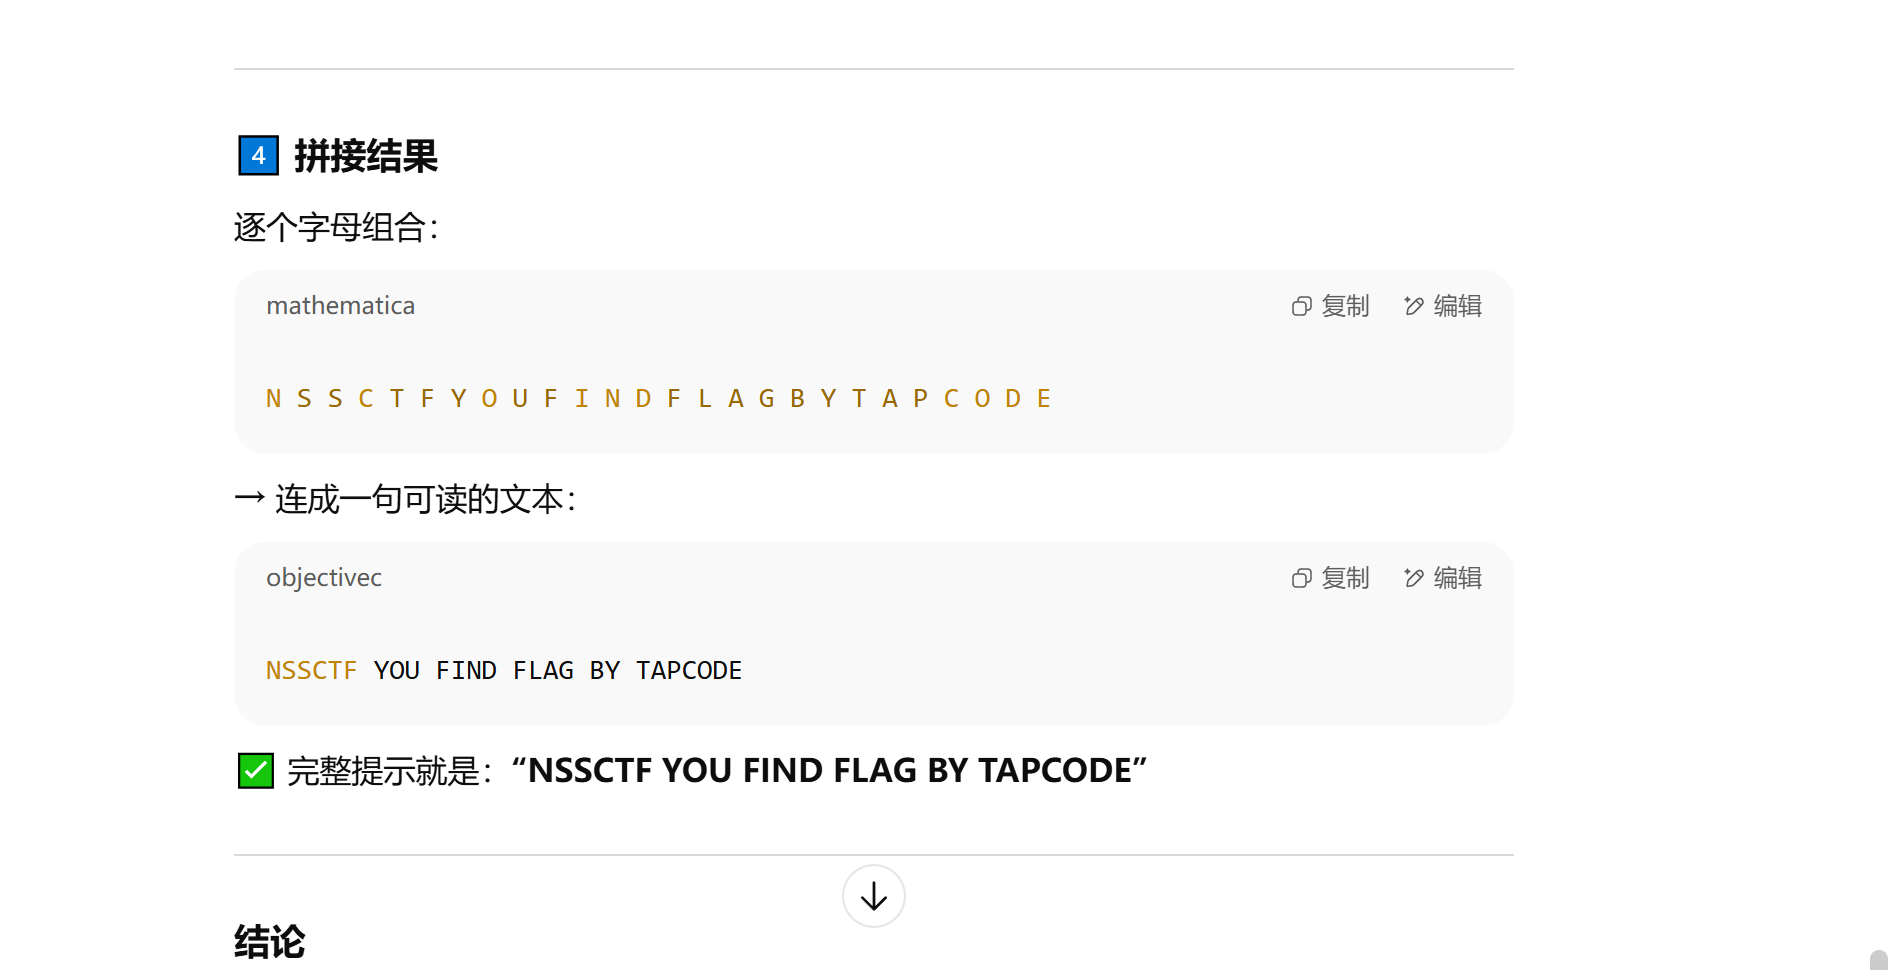 4 拼接结果
逐个字母组合：
mathematica 复制 编辑
N S S C T F Y O U F I N D F L A G B Y T A P C O D E
→ 连成一句可读的文本：
objectivec 复制 编辑
NSSCTF YOU FIND FLAG BY TAPCODE
✅ 完整提示就是：“NSSCTF YOU FIND FLAG BY TAPCODE”
结论